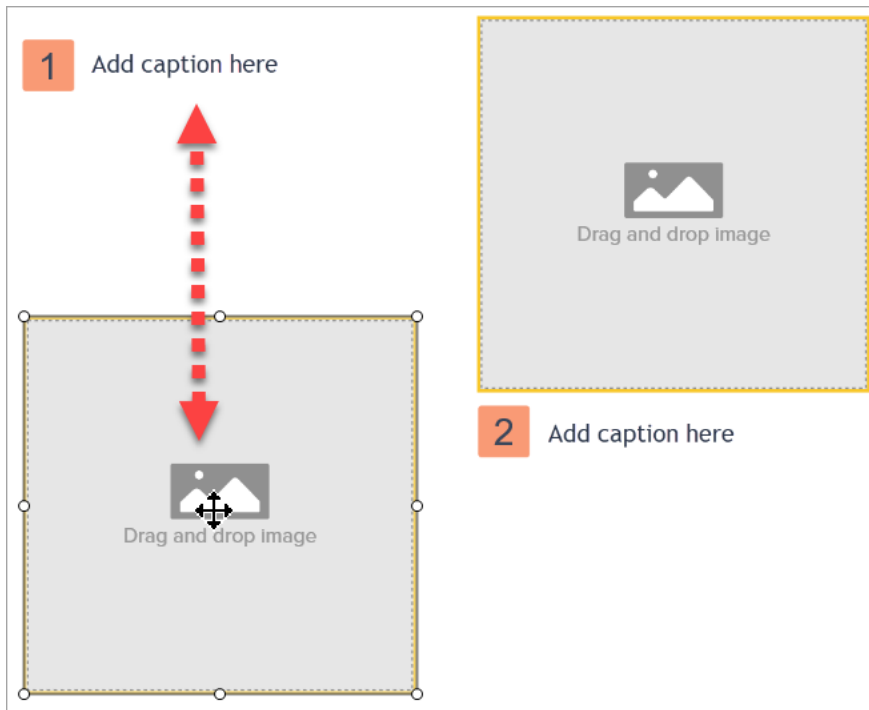 1 Add caption here
Drag and drop image
Drag and drop image
2 Add caption here